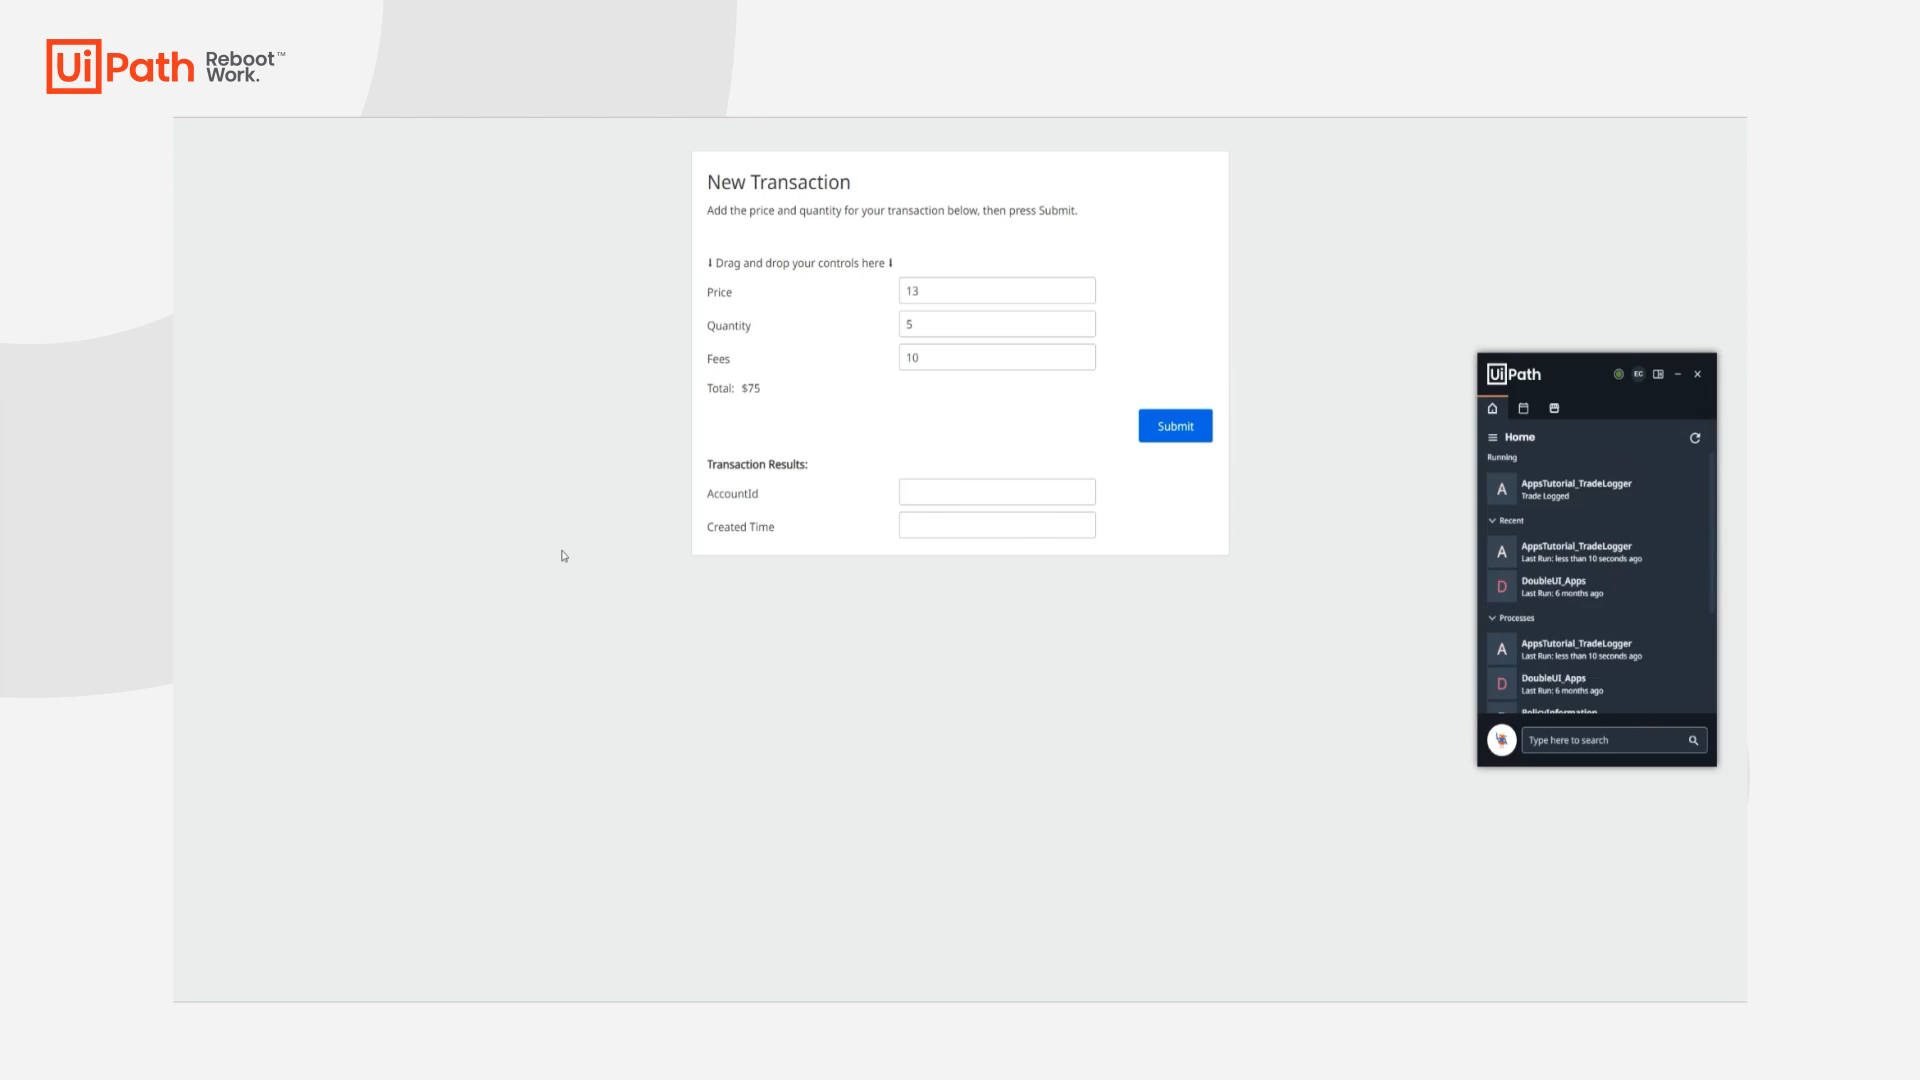 UiPath Reboot Work.™
New Transaction
Add the price and quantity for your transaction below, then press Submit.
⬇ Drag and drop your controls here ⬇
Price 13
Quantity 5
Fees 10
Total: $75
Submit
Transaction Results:
AccountId
Created Time
UiPath EC
Home
Running
A AppsTutorial_TradeLogger
Trade Logged
Recent
A AppsTutorial_TradeLogger
Last Run: less than 10 seconds ago
D DoubleUI_Apps
Last Run: 6 months ago
Processes
A AppsTutorial_TradeLogger
Last Run: less than 10 seconds ago
D DoubleUI_Apps
Last Run: 6 months ago
PolicyInformation
Type here to search